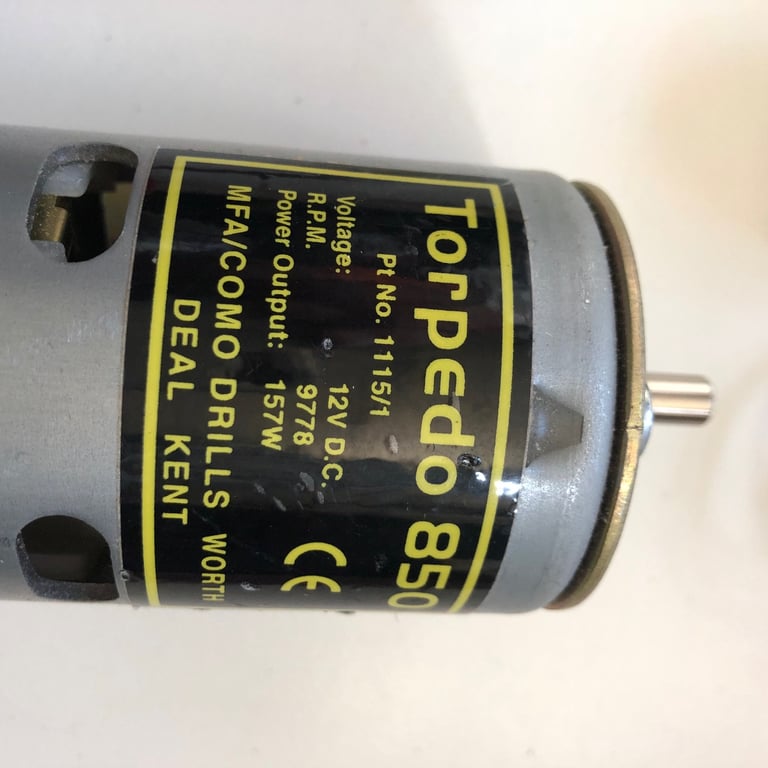 Torpedo 850
Pt No. 1115/1
Voltage: 12V D.C.
R.P.M. 9778
Power Output: 157W
CE
MFA/COMO DRILLS WORTH
DEAL KENT